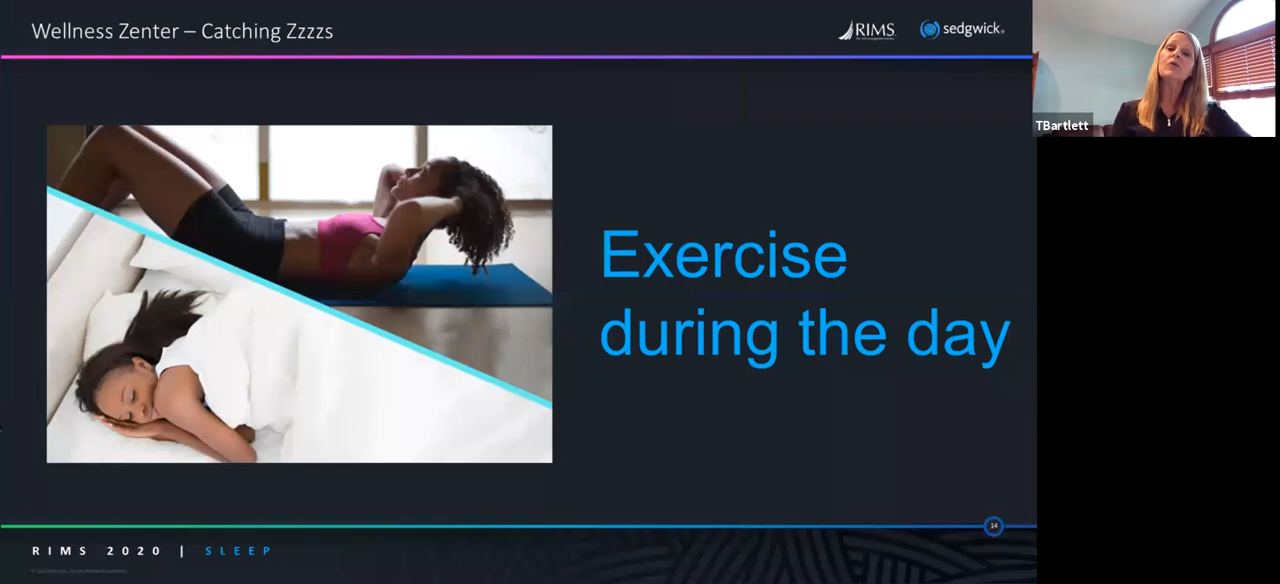 Wellness Zenter – Catching Zzzzs
RIMS
sedgwick.
TBartlett
Exercise
during the day
14
RIMS 2020 | SLEEP